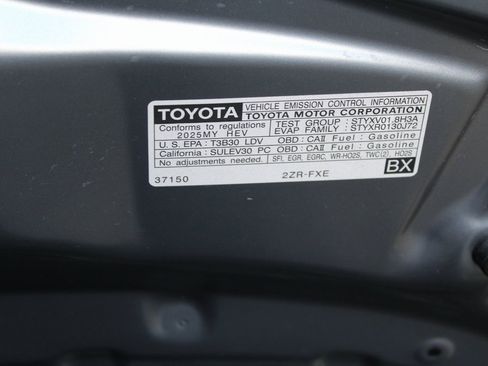 TOYOTA VEHICLE EMISSION CONTROL INFORMATION
TOYOTA MOTOR CORPORATION
Conforms to regulations TEST GROUP : STYXV01.8H3A
2025MY HEV EVAP FAMILY : STYXR0130J72
U.S. EPA : T3B30 LDV OBD : CAII Fuel : Gasoline
California : SULEV30 PC OBD : CAII Fuel : Gasoline
No adjustments needed. SFI, EGR, EGRC, WR-HO2S, TWC(2), HO2S
BX
37150 2ZR-FXE